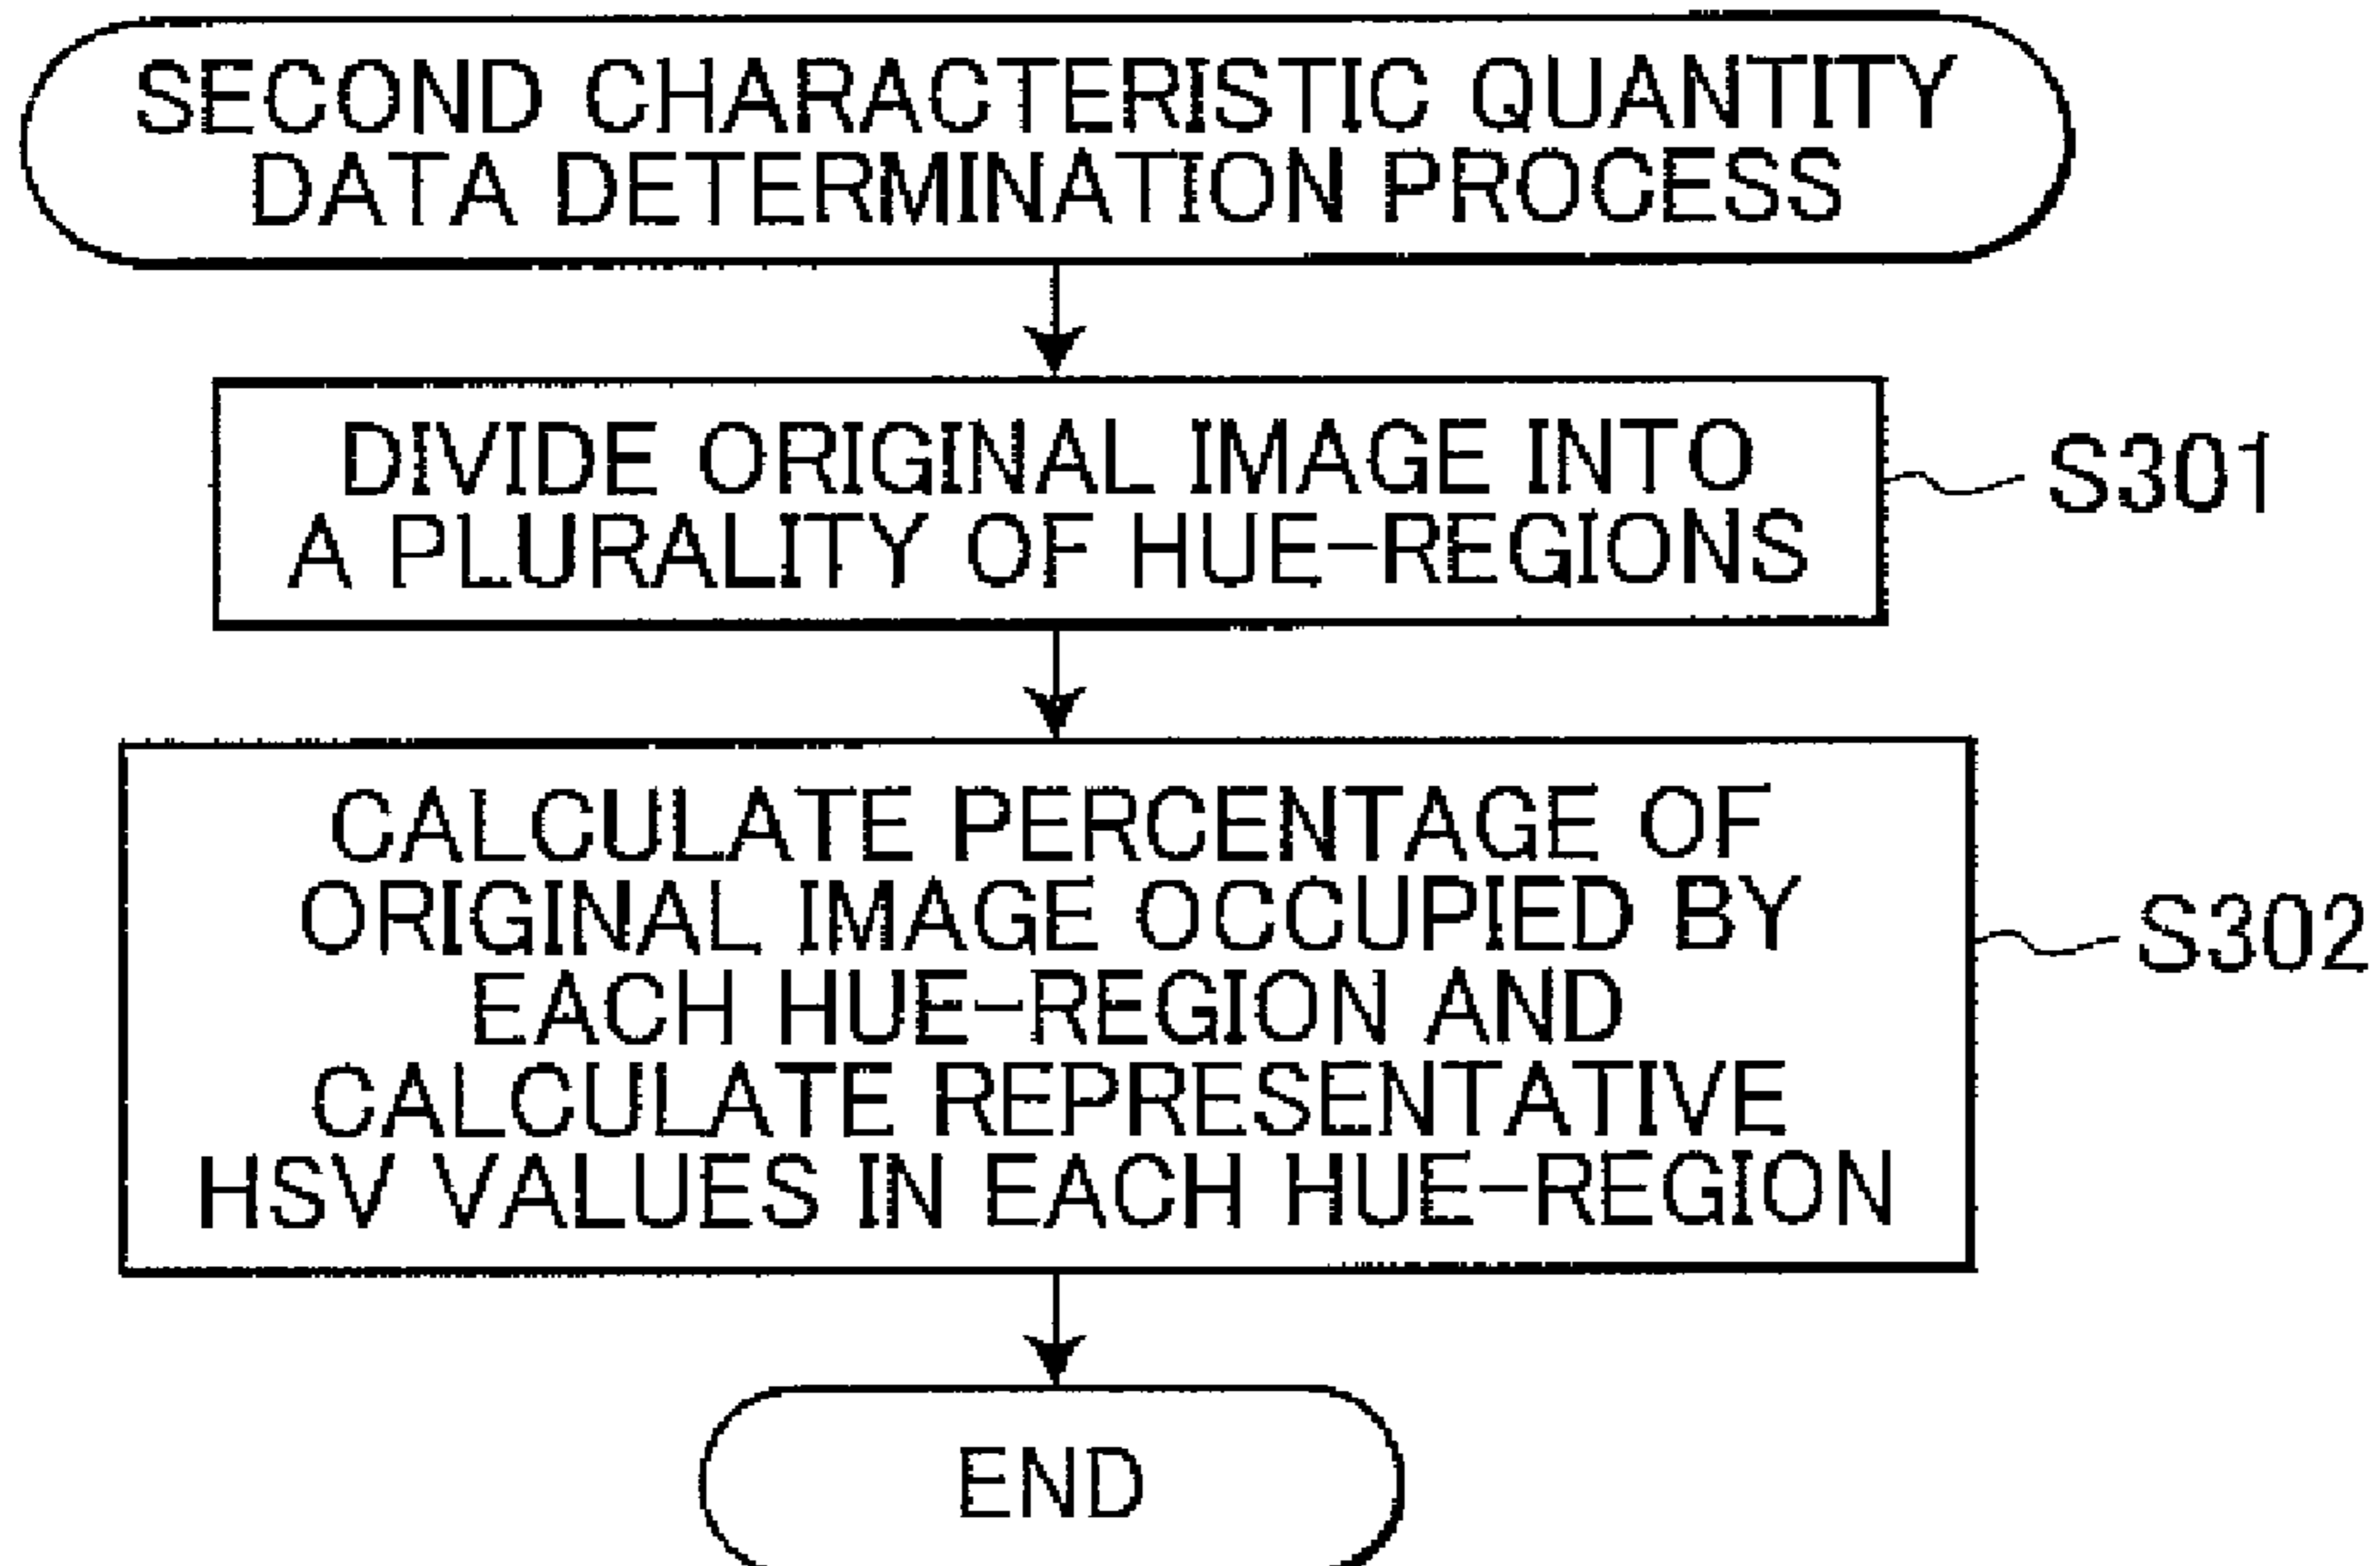 SECOND CHARACTERISTIC QUANTITY
DATA DETERMINATION PROCESS
DIVIDE ORIGINAL IMAGE INTO
A PLURALITY OF HUE-REGIONS
S301
CALCULATE PERCENTAGE OF
ORIGINAL IMAGE OCCUPIED BY
EACH HUE-REGION AND
CALCULATE REPRESENTATIVE
HSV VALUES IN EACH HUE-REGION
S302
END